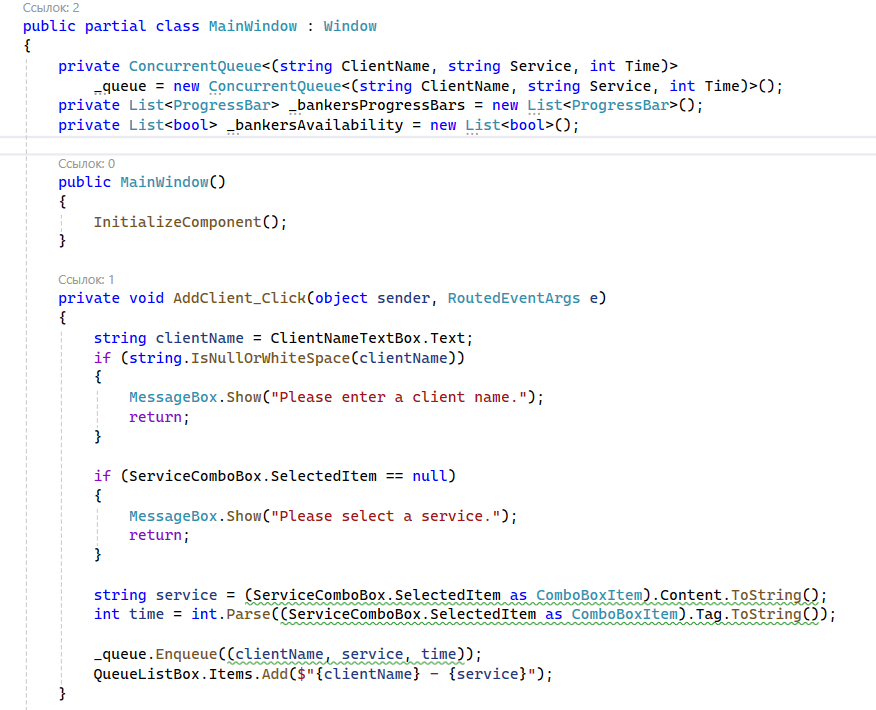 Ссылок: 2
public partial class MainWindow : Window
{
private ConcurrentQueue<(string ClientName, string Service, int Time)>
_queue = new ConcurrentQueue<(string ClientName, string Service, int Time)>();
private List<ProgressBar> _bankersProgressBars = new List<ProgressBar>();
private List<bool> _bankersAvailability = new List<bool>();
Ссылок: 0
public MainWindow()
{
InitializeComponent();
}
Ссылок: 1
private void AddClient_Click(object sender, RoutedEventArgs e)
{
string clientName = ClientNameTextBox.Text;
if (string.IsNullOrWhiteSpace(clientName))
{
MessageBox.Show("Please enter a client name.");
return;
}
if (ServiceComboBox.SelectedItem == null)
{
MessageBox.Show("Please select a service.");
return;
}
string service = (ServiceComboBox.SelectedItem as ComboBoxItem).Content.ToString();
int time = int.Parse((ServiceComboBox.SelectedItem as ComboBoxItem).Tag.ToString());
_queue.Enqueue((clientName, service, time));
QueueListBox.Items.Add($"{clientName} - {service}");
}